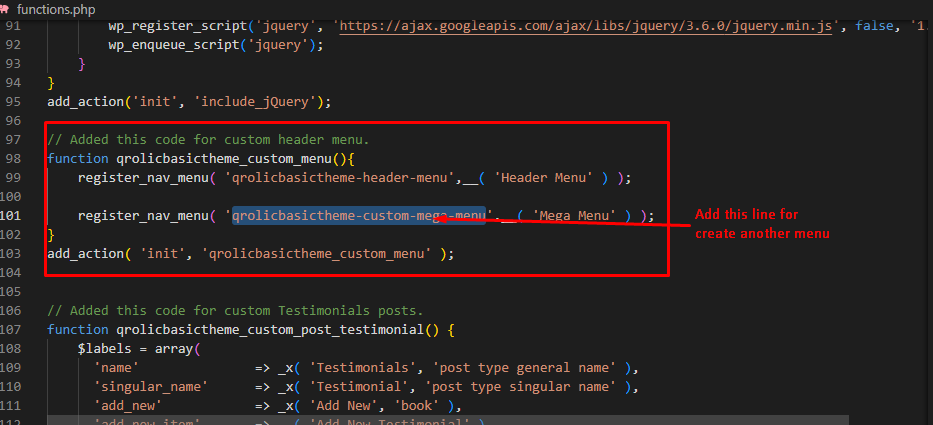 functions.php
91 wp_register_script('jquery', 'https://ajax.googleapis.com/ajax/libs/jquery/3.6.0/jquery.min.js', false, '1
92 wp_enqueue_script('jquery');
93 }
94 }
95 add_action('init', 'include_jQuery');
96
97 // Added this code for custom header menu.
98 function qrolicbasictheme_custom_menu(){
99 register_nav_menu( 'qrolicbasictheme-header-menu',__( 'Header Menu' ) );
100
101 register_nav_menu( 'qrolicbasictheme-custom-mega-menu',__( 'Mega Menu' ) );
Add this line for
create another menu
102 }
103 add_action( 'init', 'qrolicbasictheme_custom_menu' );
104
105
106 // Added this code for custom Testimonials posts.
107 function qrolicbasictheme_custom_post_testimonial() {
108 $labels = array(
109 'name' => _x( 'Testimonials', 'post type general name' ),
110 'singular_name' => _x( 'Testimonial', 'post type singular name' ),
111 'add_new' => _x( 'Add New', 'book' ),
112 'add_new_item' => __( 'Add New Testimonial' )